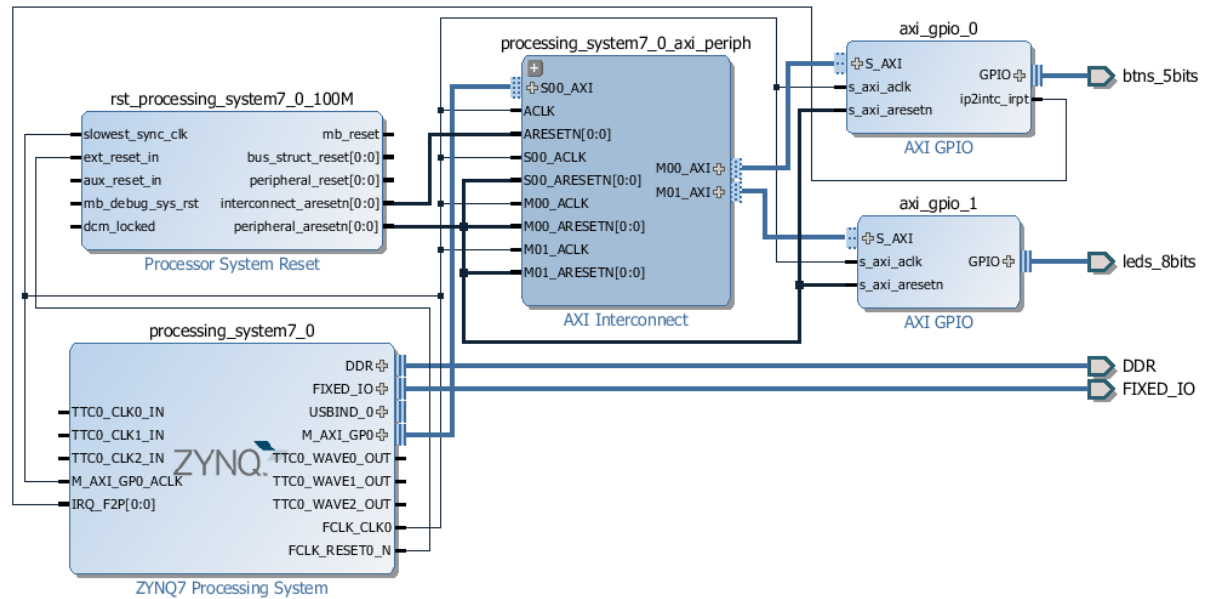 rst_processing_system7_0_100M
slowest_sync_clk
ext_reset_in
aux_reset_in
mb_debug_sys_rst
dcm_locked
mb_reset
bus_struct_reset[0:0]
peripheral_reset[0:0]
interconnect_aresetn[0:0]
peripheral_aresetn[0:0]
Processor System Reset
processing_system7_0_axi_periph
S00_AXI
ACLK
ARESETN[0:0]
S00_ACLK
S00_ARESETN[0:0]
M00_ACLK
M00_ARESETN[0:0]
M01_ACLK
M01_ARESETN[0:0]
M00_AXI
M01_AXI
AXI Interconnect
axi_gpio_0
S_AXI
s_axi_aclk
s_axi_aresetn
GPIO
ip2intc_irpt
AXI GPIO
btns_5bits
axi_gpio_1
S_AXI
s_axi_aclk
s_axi_aresetn
GPIO
AXI GPIO
leds_8bits
processing_system7_0
TTC0_CLK0_IN
TTC0_CLK1_IN
TTC0_CLK2_IN
M_AXI_GP0_ACLK
IRQ_F2P[0:0]
ZYNQ
DDR
FIXED_IO
USBIND_0
M_AXI_GP0
TTC0_WAVE0_OUT
TTC0_WAVE1_OUT
TTC0_WAVE2_OUT
FCLK_CLK0
FCLK_RESET0_N
ZYNQ7 Processing System
DDR
FIXED_IO